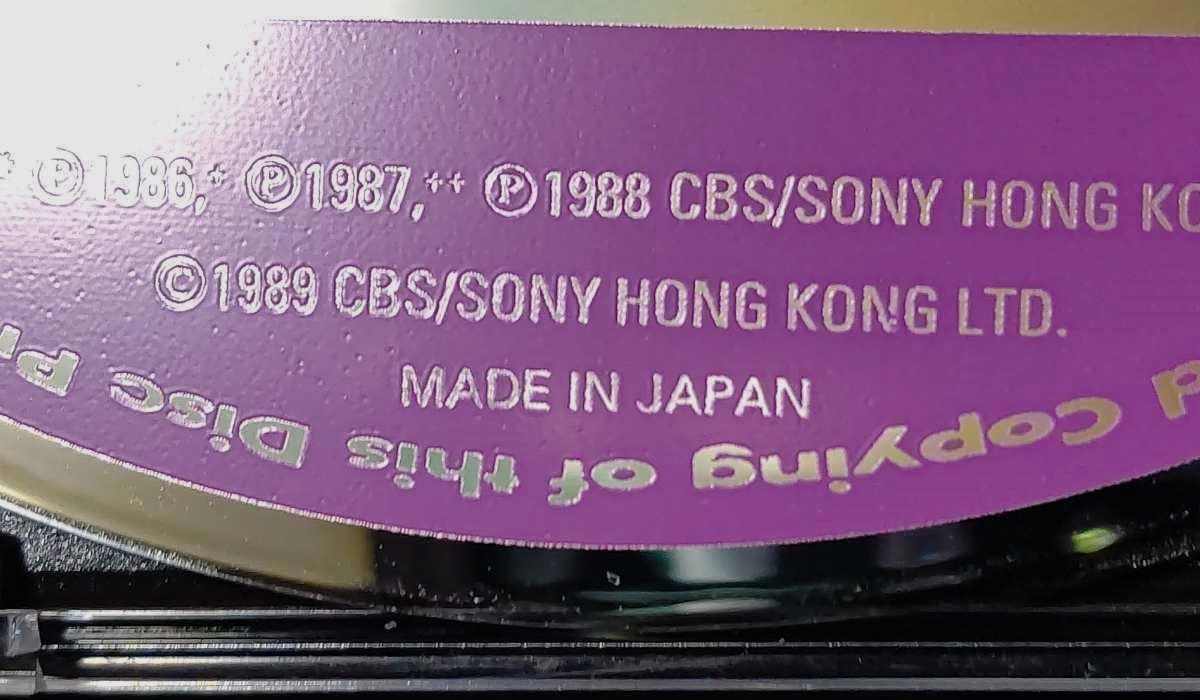 * ℗1986,* ℗1987,** ℗1988 CBS/SONY HONG
©1989 CBS/SONY HONG KONG LTD.
MADE IN JAPAN
Copying of this Disc